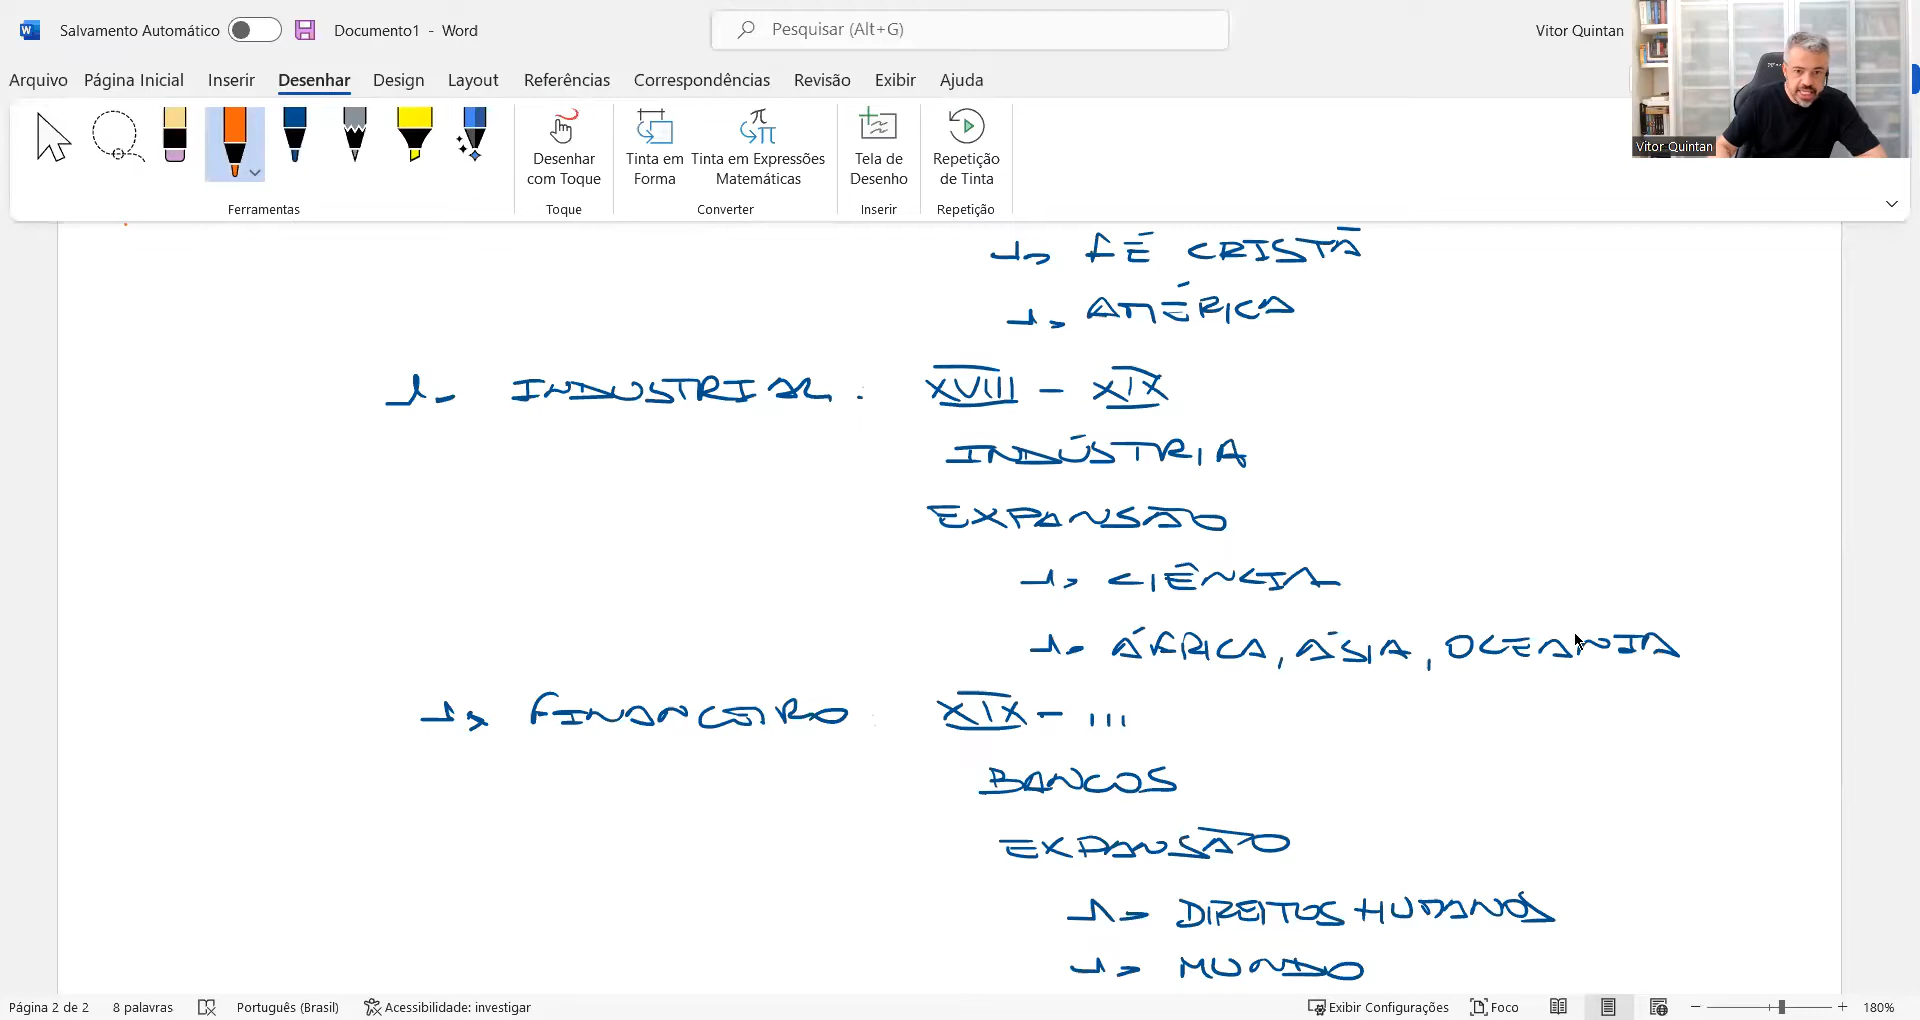 Salvamento Automático Documento1 - Word Pesquisar (Alt+G) Vitor Quintan
Arquivo Página Inicial Inserir Desenhar Design Layout Referências Correspondências Revisão Exibir Ajuda
Desenhar com Toque
Tinta em Forma
Tinta em Expressões Matemáticas
Tela de Desenho
Repetição de Tinta
Ferramentas Toque Converter Inserir Repetição
Vitor Quintan
FÉ CRISTÃ
AMÉRICA
INDUSTRIAL: XVIII - XIX
INDÚSTRIA
EXPANSÃO
CIÊNCIA
ÁFRICA, ÁSIA, OCEANIA
FINANCEIRO: XIX - ...
BANCOS
EXPANSÃO
DIREITOS HUMANOS
MUNDO
Página 2 de 2 8 palavras Português (Brasil) Acessibilidade: investigar Exibir Configurações Foco 180%